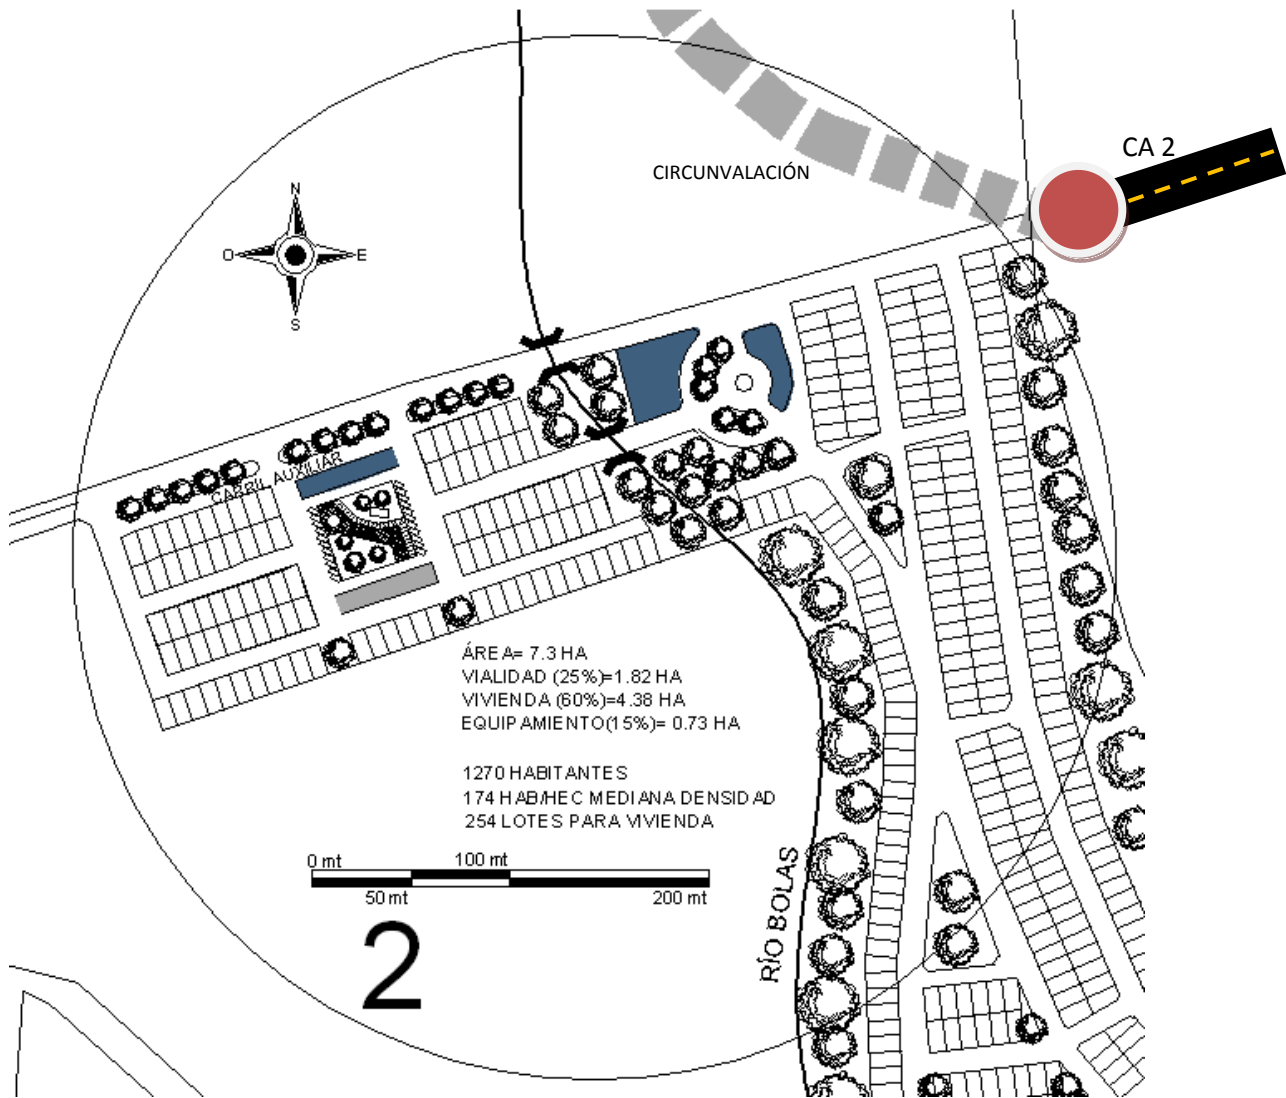 CA 2
CIRCUNVALACIÓN
N
O
E
S
CARRIL AUXILIAR
ÁREA= 7.3 HA
VIALIDAD (25%)=1.82 HA
VIVIENDA (60%)=4.38 HA
EQUIPAMIENTO(15%)= 0.73 HA
1270 HABITANTES
174 HAB/HEC MEDIANA DENSIDAD
254 LOTES PARA VIVIENDA
0 mt
100 mt
50 mt
200 mt
2
RÍO BOLAS